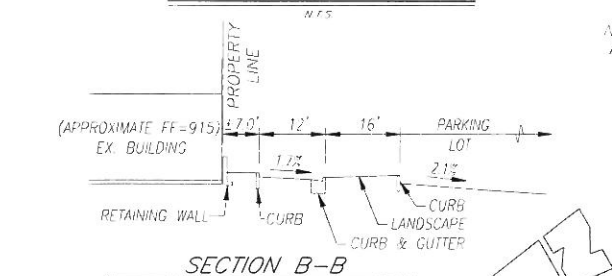 N.T.S.
PROPERTY
LINE
(APPROXIMATE FF=915)
EX. BUILDING
±7.0'
12'
16'
PARKING
LOT
1.7%
2.1%
RETAINING WALL
CURB
CURB
LANDSCAPE
CURB & GUTTER
SECTION B-B